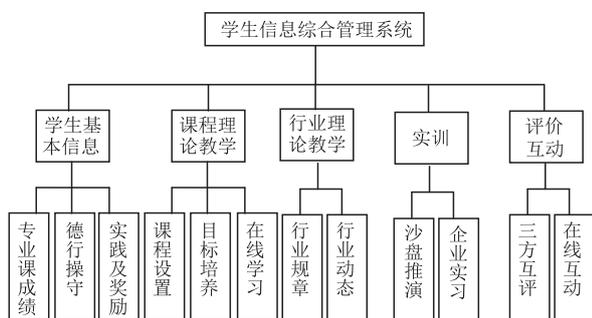 学生信息综合管理系统
学生基
本信息
课程理
论教学
行业理
论教学
实训
评价
互动
专业课成绩
德行操守
实践及奖励
课程设置
目标培养
在线学习
行业规章
行业动态
沙盘推演
企业实习
三方互评
在线互动